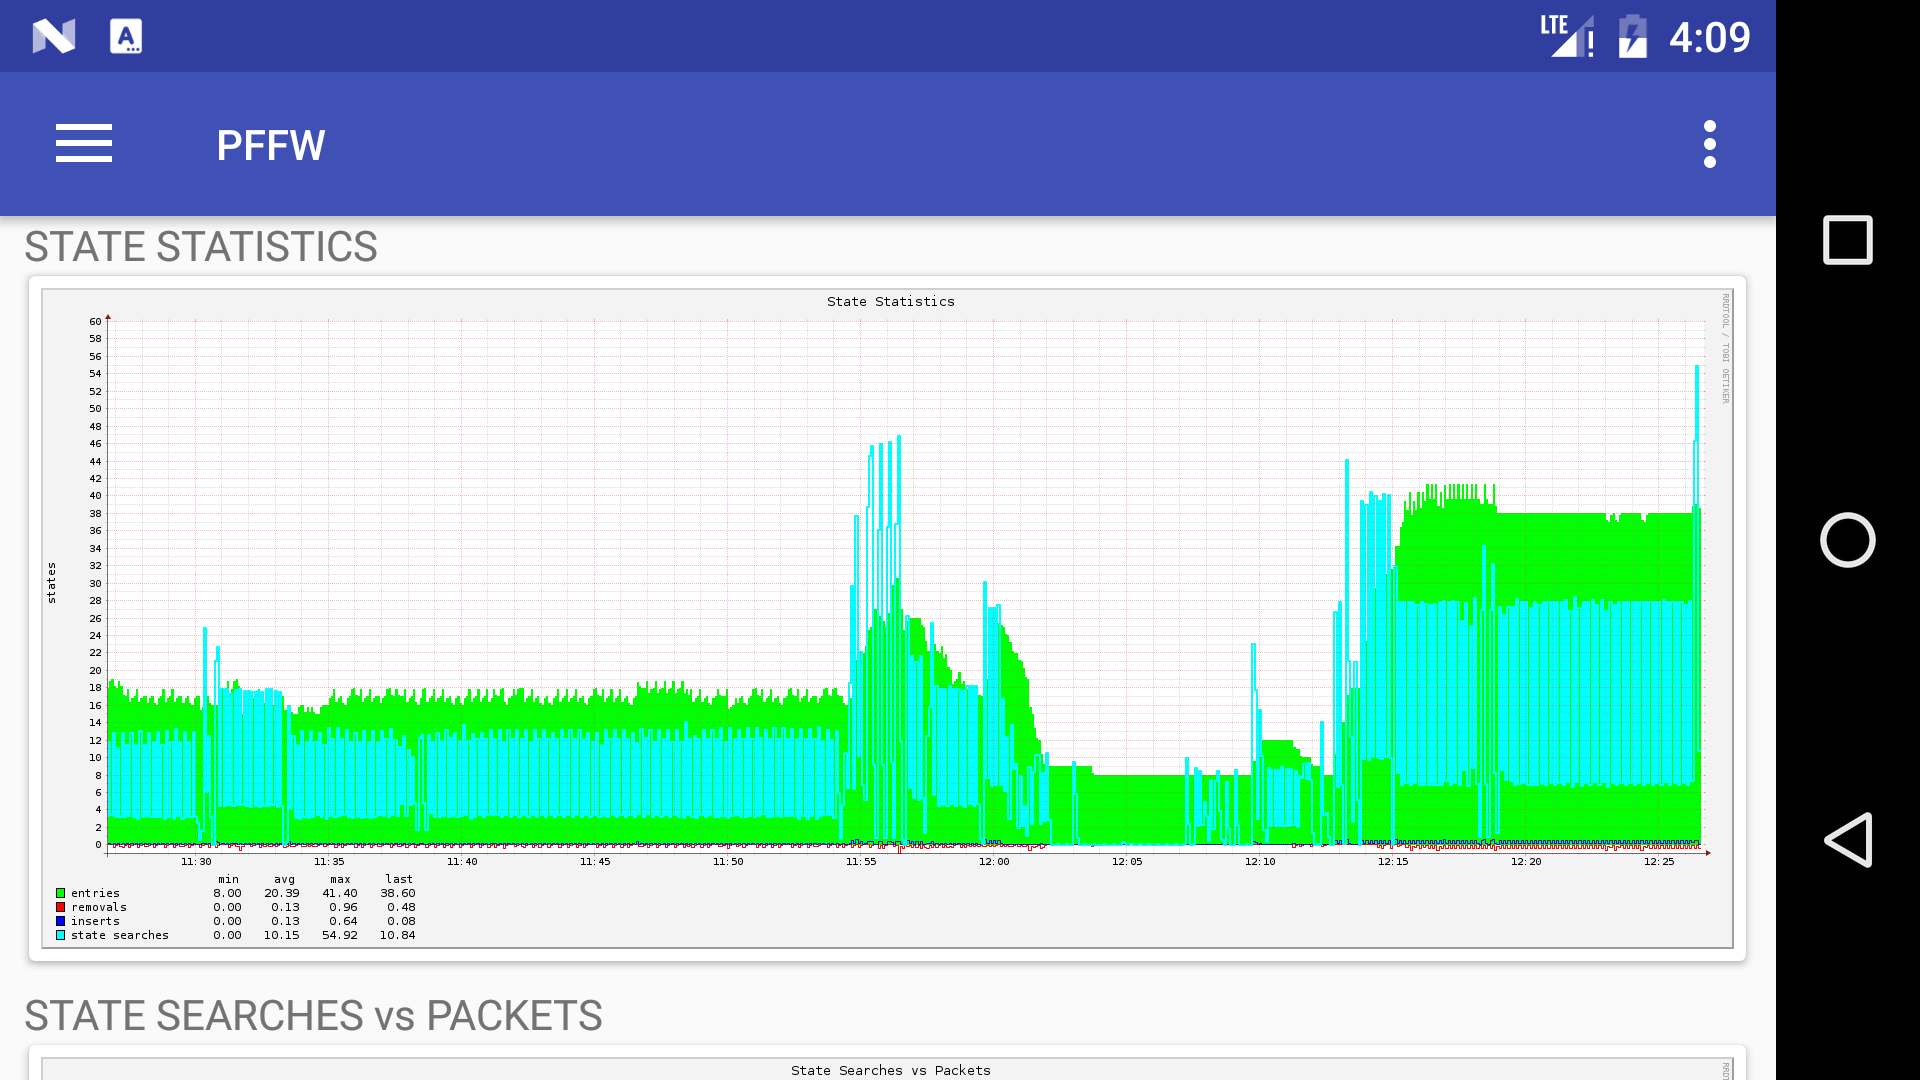 LTE 4:09
PFFW
STATE STATISTICS
State Statistics
RRDTOOL / TOBI OETIKER
states
60
58
56
54
52
50
48
46
44
42
40
38
36
34
32
30
28
26
24
22
20
18
16
14
12
10
8
6
4
2
0
11:30 11:35 11:40 11:45 11:50 11:55 12:00 12:05 12:10 12:15 12:20 12:25
min avg max last
entries 8.00 20.39 41.40 38.60
removals 0.00 0.13 0.96 0.48
inserts 0.00 0.13 0.64 0.08
state searches 0.00 10.15 54.92 10.84
STATE SEARCHES vs PACKETS
State Searches vs Packets